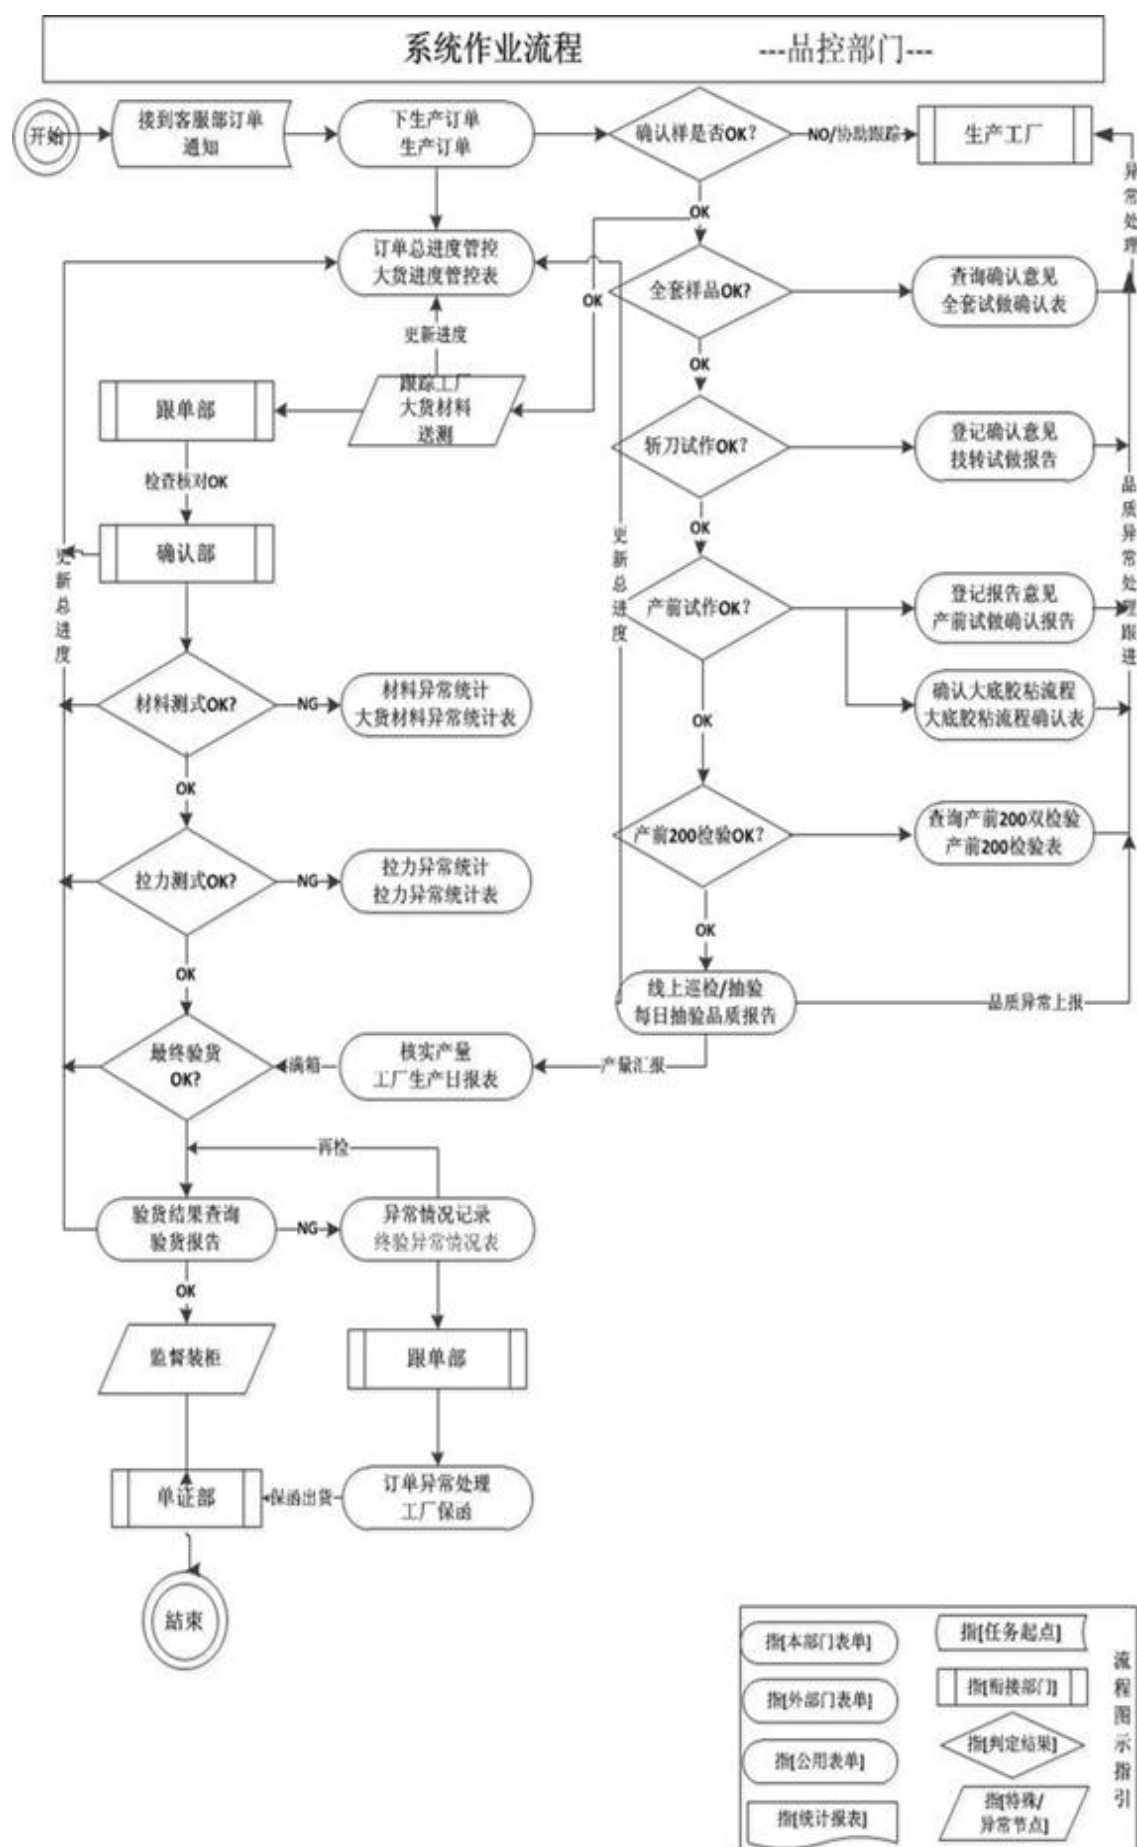 系统作业流程 ---品控部门---
开始
接到客服部订单
通知
下生产订单
生产订单
确认样是否OK?
NO/协助跟踪
生产工厂
异常处理
OK
订单总进度管控
大货进度管控表
全套样品OK?
查询确认意见
全套试做确认表
OK
更新进度
OK
跟单部
跟踪工厂
大货材料
送测
斩刀试作OK?
登记确认意见
技转试做报告
检查核对OK
OK
品质异常处理跟进
更新总进度
确认部
更新总进度
产前试作OK?
登记报告意见
产前试做确认报告
材料测式OK?
NG
材料异常统计
大货材料异常统计表
OK
确认大底胶粘流程
大底胶粘流程确认表
OK
产前200检验OK?
查询产前200双检验
产前200检验表
拉力测式OK?
NG
拉力异常统计
拉力异常统计表
OK
OK
线上巡检/抽验
每日抽验品质报告
品质异常上报
最终验货
OK?
满箱
核实产量
工厂生产日报表
产量汇报
再检
验货结果查询
验货报告
NG
异常情况记录
终验异常情况表
OK
监督装柜
跟单部
单证部
保函出货
订单异常处理
工厂保函
結束
指[本部门表单]
指[任务起点]
指[外部门表单]
指[衔接部门]
指[公用表单]
指[判定结果]
指[统计报表]
指[特殊/
异常节点]
流程图示指引